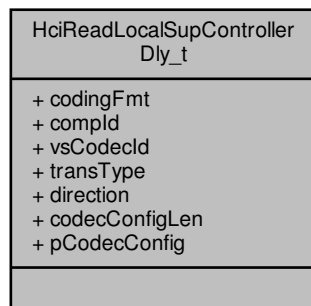 HciReadLocalSupController
Dly_t
+ codingFmt
+ compId
+ vsCodecId
+ transType
+ direction
+ codecConfigLen
+ pCodecConfig